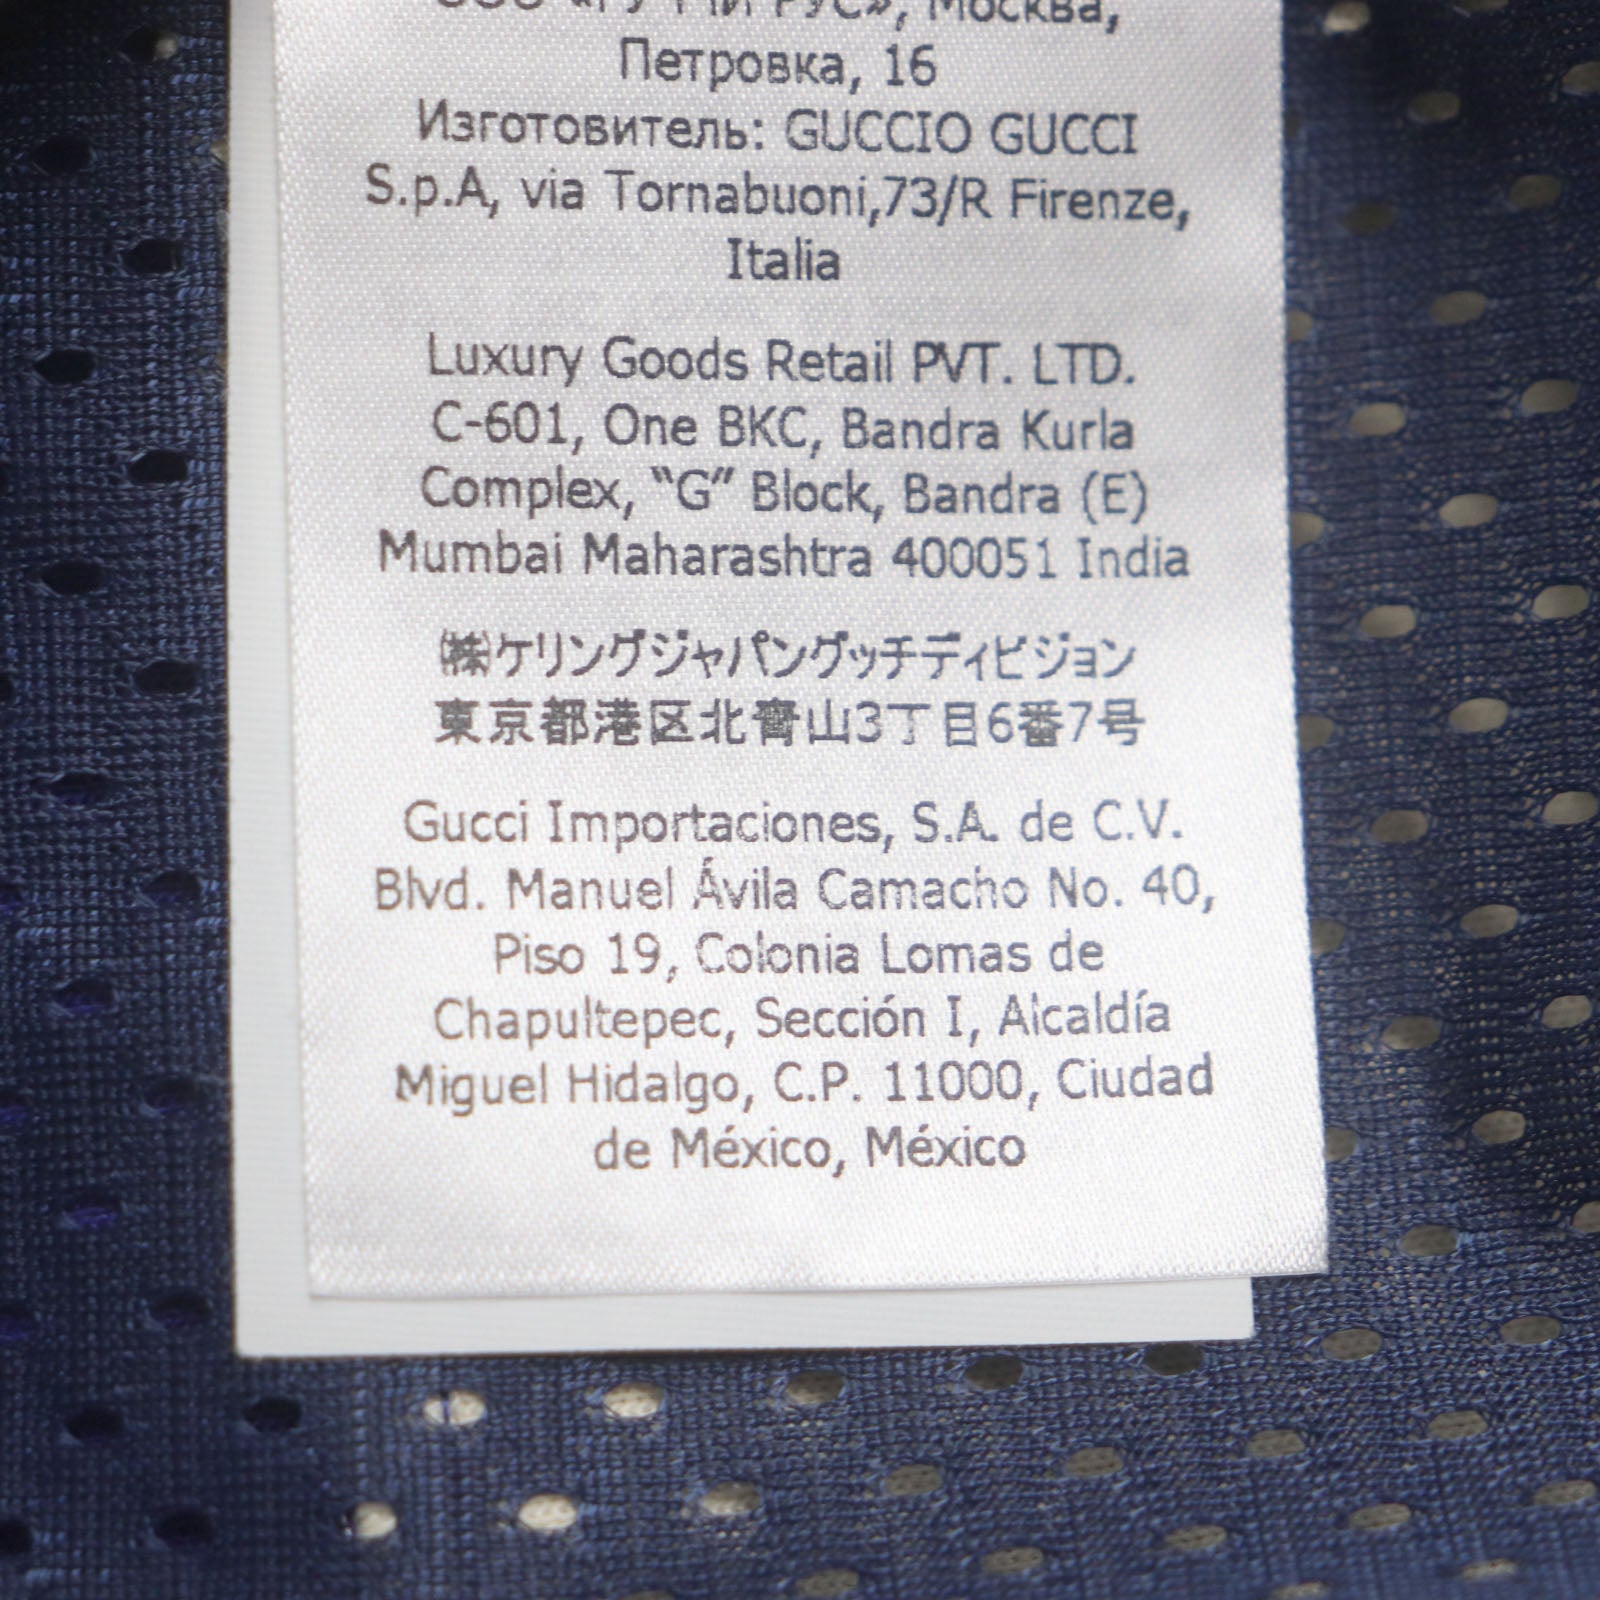 ООО «ГУЧЧИ РУС», Москва,
Петровка, 16
Изготовитель: GUCCIO GUCCI
S.p.A, via Tornabuoni,73/R Firenze,
Italia
Luxury Goods Retail PVT. LTD.
C-601, One BKC, Bandra Kurla
Complex, “G” Block, Bandra (E)
Mumbai Maharashtra 400051 India
㈱ケリングジャパングッチディビジョン
東京都港区北青山3丁目6番7号
Gucci Importaciones, S.A. de C.V.
Blvd. Manuel Ávila Camacho No. 40,
Piso 19, Colonia Lomas de
Chapultepec, Sección I, Alcaldía
Miguel Hidalgo, C.P. 11000, Ciudad
de México, México